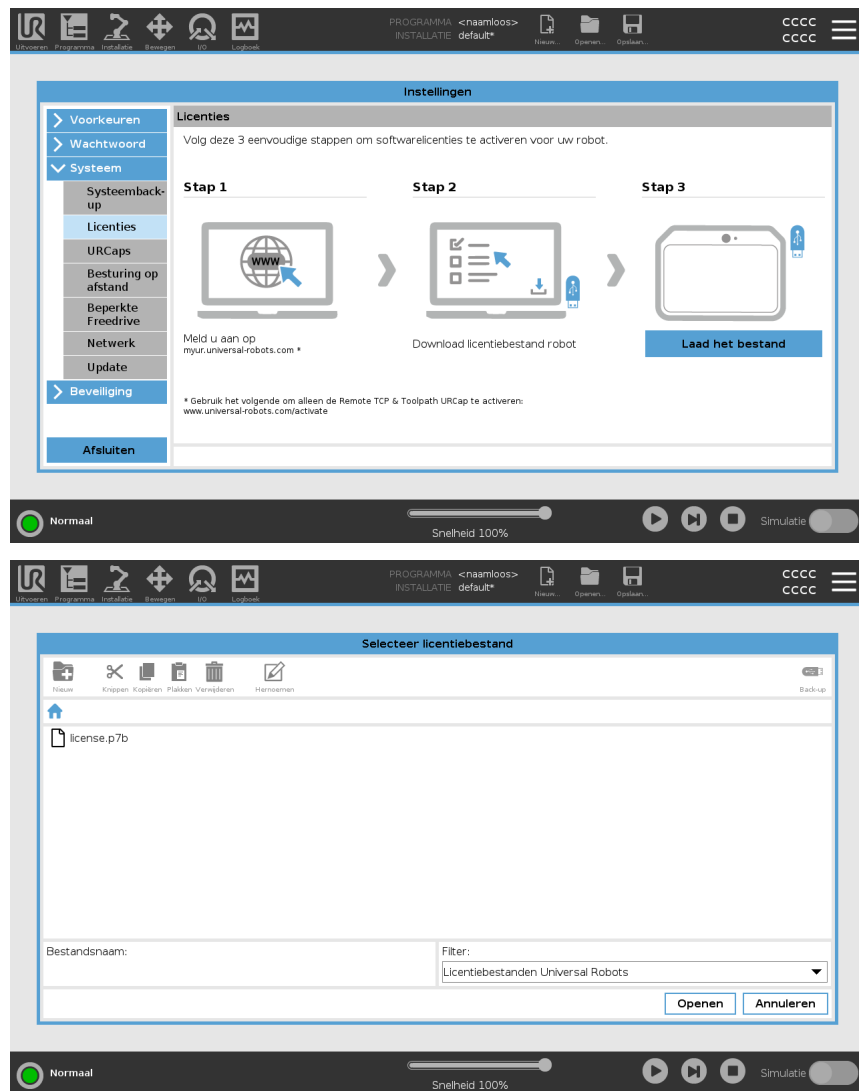 UR
PROGRAMMA <naamloos>
INSTALLATIE default*
CCCC
CCCC
Uitvoeren Programma Installatie Bewegen I/O Logboek Nieuw... Openen... Opslaan...
Instellingen
Voorkeuren
Wachtwoord
Systeem
Systeemback-
up
Licenties
URCaps
Besturing op
afstand
Beperkte
Freedrive
Netwerk
Update
Beveiliging
Afsluiten
Licenties
Volg deze 3 eenvoudige stappen om softwarelicenties te activeren voor uw robot.
Stap 1
Stap 2
Stap 3
WWW
Meld u aan op
myur.universal-robots.com *
Download licentiebestand robot
Laad het bestand
* Gebruik het volgende om alleen de Remote TCP & Toolpath URCap te activeren:
www.universal-robots.com/activate
Normaal
Snelheid 100%
Simulatie
UR
PROGRAMMA <naamloos>
INSTALLATIE default*
CCCC
CCCC
Uitvoeren Programma Installatie Bewegen I/O Logboek Nieuw... Openen... Opslaan...
Selecteer licentiebestand
Nieuw Knippen Kopiëren Plakken Verwijderen Hernoemen Back-up
license.p7b
Bestandsnaam:
Filter:
Licentiebestanden Universal Robots
Openen Annuleren
Normaal
Snelheid 100%
Simulatie